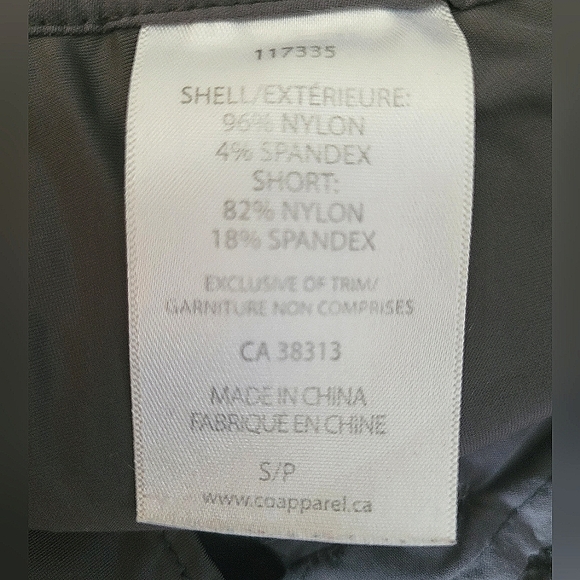 117335
SHELL/EXTÉRIEURE:
96% NYLON
4% SPANDEX
SHORT:
82% NYLON
18% SPANDEX
EXCLUSIVE OF TRIM/
GARNITURE NON COMPRISES
CA 38313
MADE IN CHINA
FABRIQUE EN CHINE
S/P
www.coapparel.ca